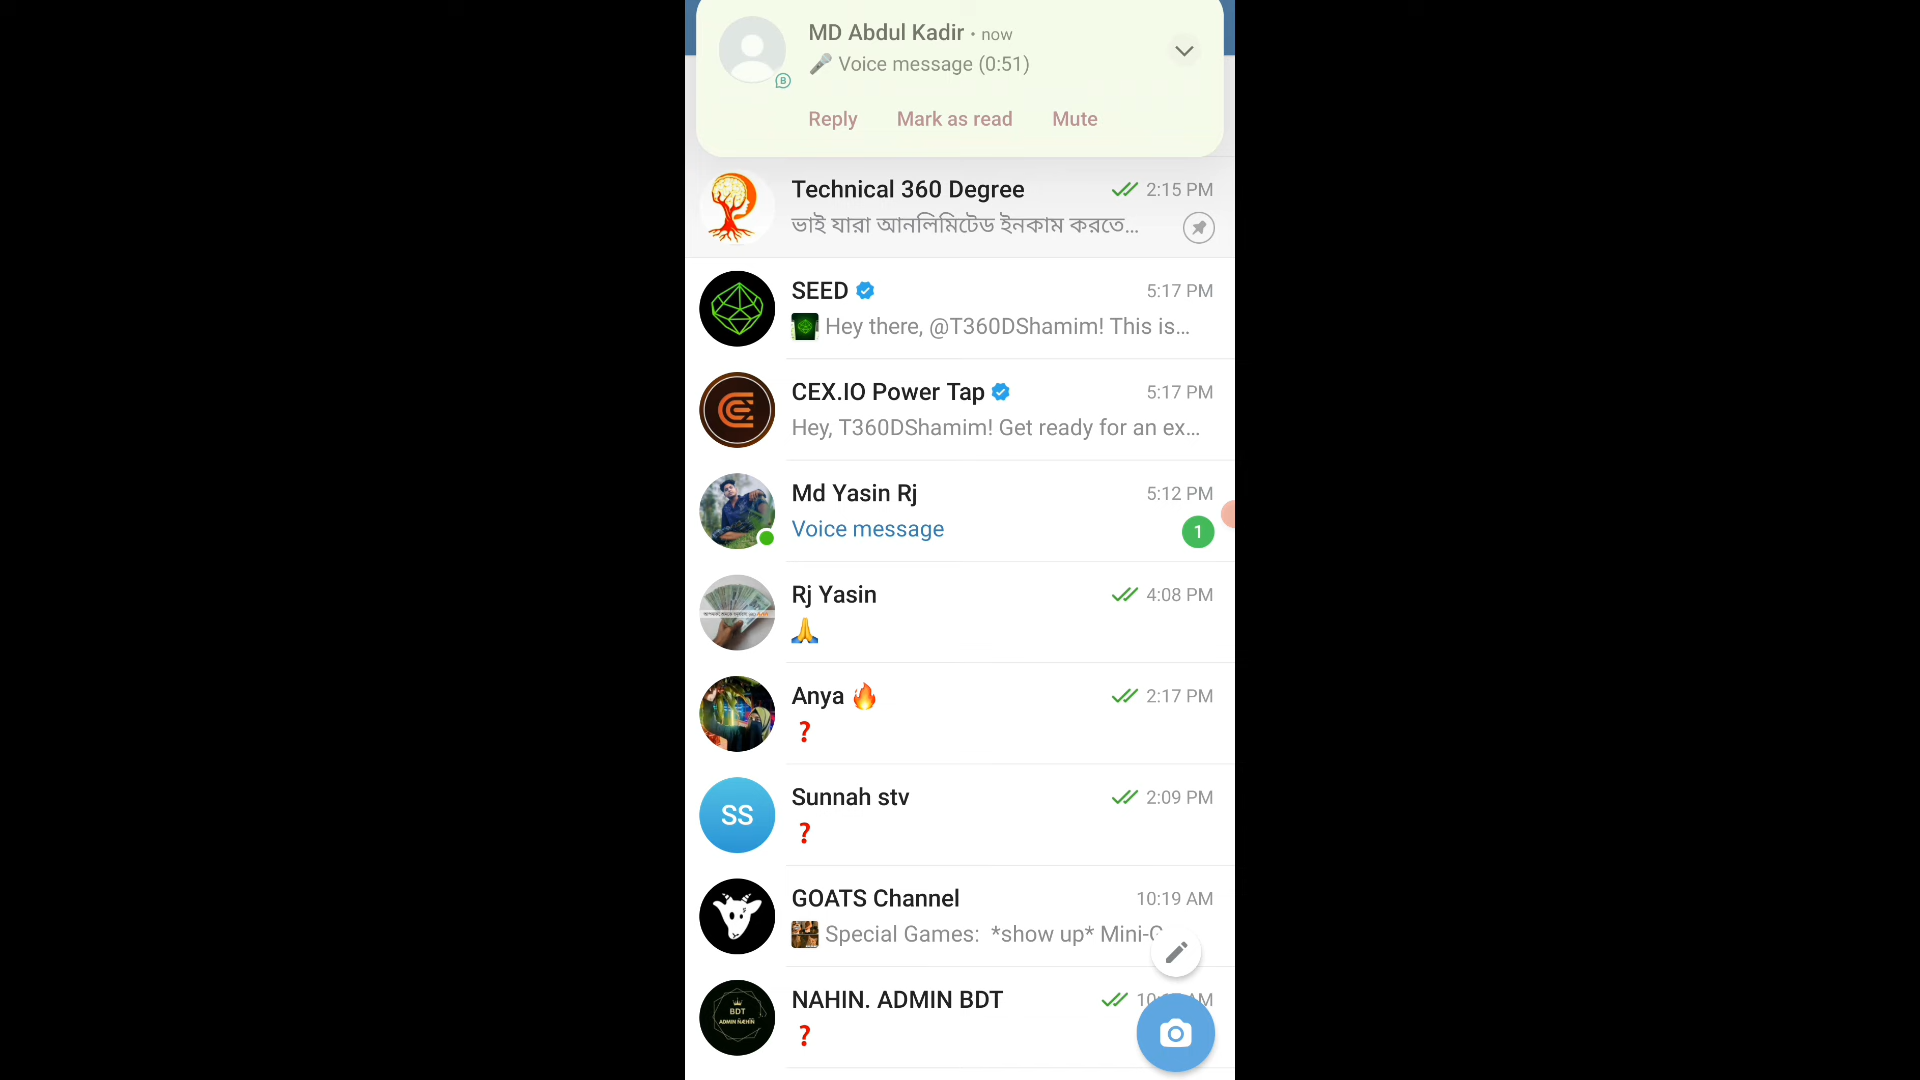 MD Abdul Kadir • now
🎤 Voice message (0:51)
Reply Mark as read Mute
Technical 360 Degree 2:15 PM
ভাই যারা আনলিমিটেড ইনকাম করতে...
SEED 5:17 PM
Hey there, @T360DShamim! This is...
CEX.IO Power Tap 5:17 PM
Hey, T360DShamim! Get ready for an ex...
Md Yasin Rj 5:12 PM
Voice message 1
Rj Yasin 4:08 PM
🙏
Anya 🔥 2:17 PM
❓
SS
Sunnah stv 2:09 PM
❓
GOATS Channel 10:19 AM
Special Games: *show up* Mini-G
BDT
ADMIN NÆHIN
NAHIN. ADMIN BDT
❓